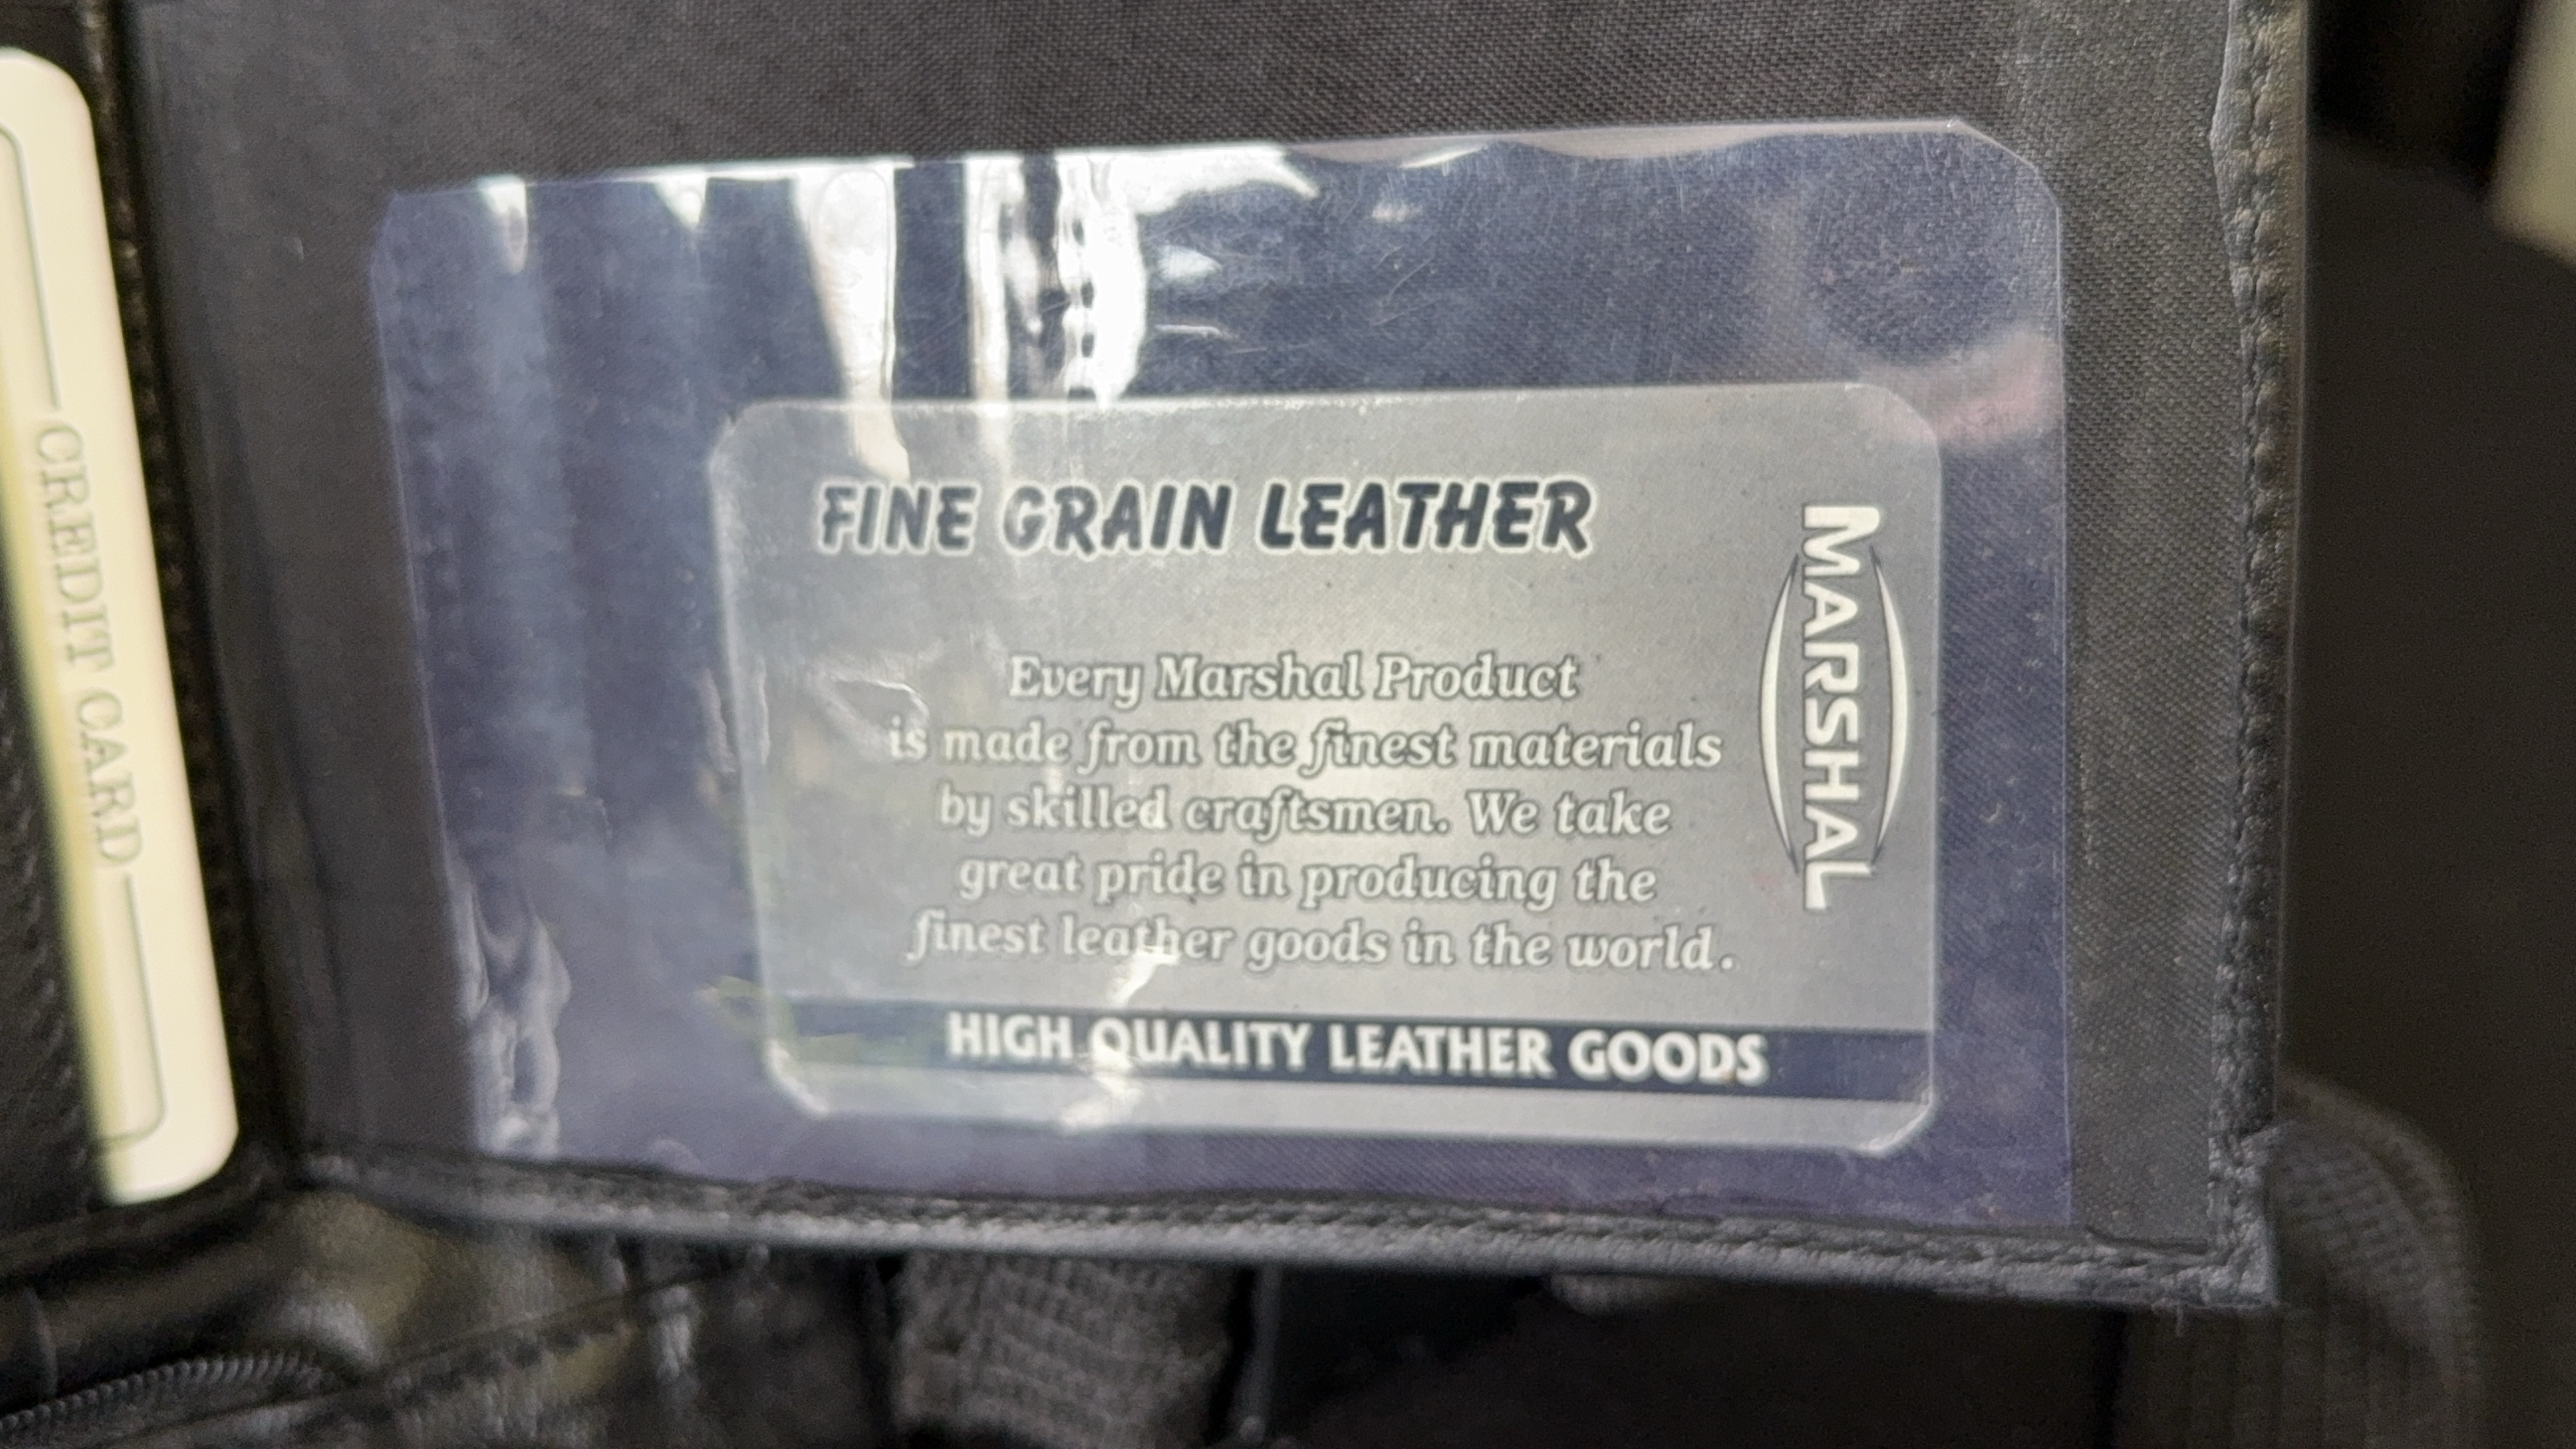 CREDIT CARD
FINE GRAIN LEATHER
MARSHAL
Every Marshal Product
is made from the finest materials
by skilled craftsmen. We take
great pride in producing the
finest leather goods in the world.
HIGH QUALITY LEATHER GOODS